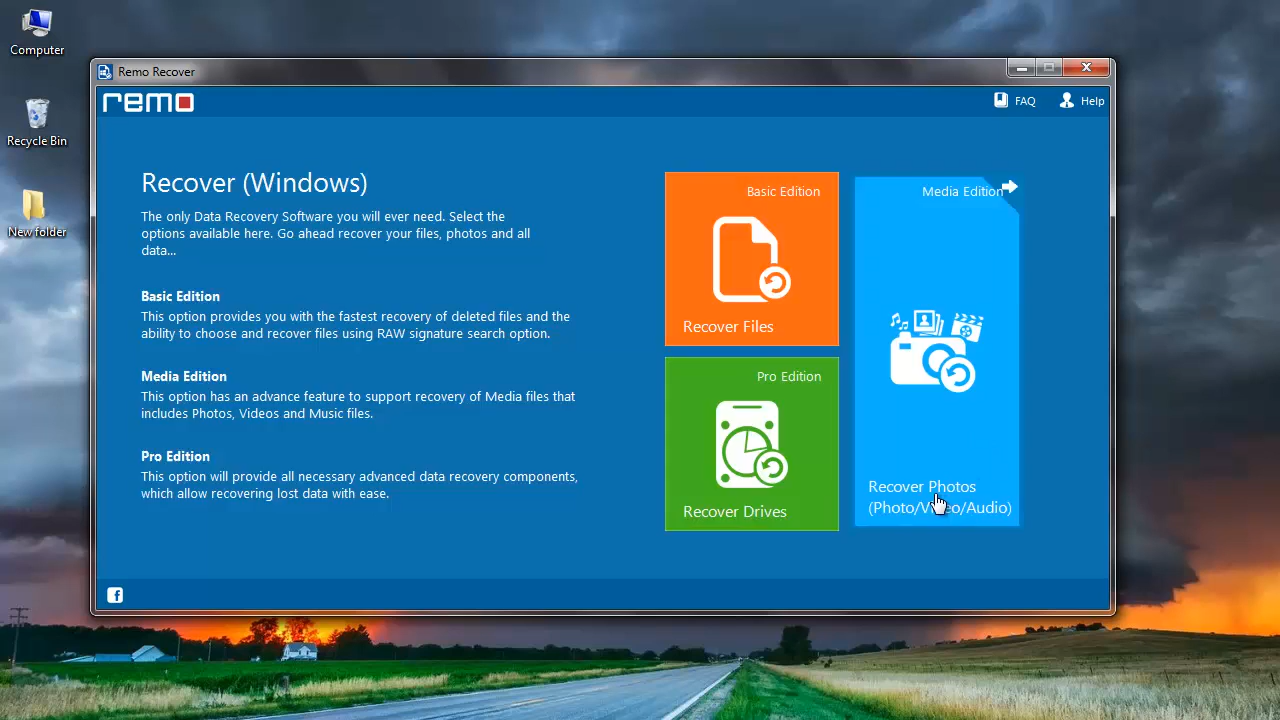 Computer
Recycle Bin
New folder
Remo Recover
remo
FAQ
Help
Recover (Windows)
The only Data Recovery Software you will ever need. Select the
options available here. Go ahead recover your files, photos and all
data...
Basic Edition
This option provides you with the fastest recovery of deleted files and the
ability to choose and recover files using RAW signature search option.
Media Edition
This option has an advance feature to support recovery of Media files that
includes Photos, Videos and Music files.
Pro Edition
This option will provide all necessary advanced data recovery components,
which allow recovering lost data with ease.
Basic Edition
Recover Files
Pro Edition
Recover Drives
Media Edition
Recover Photos
(Photo/Video/Audio)
f